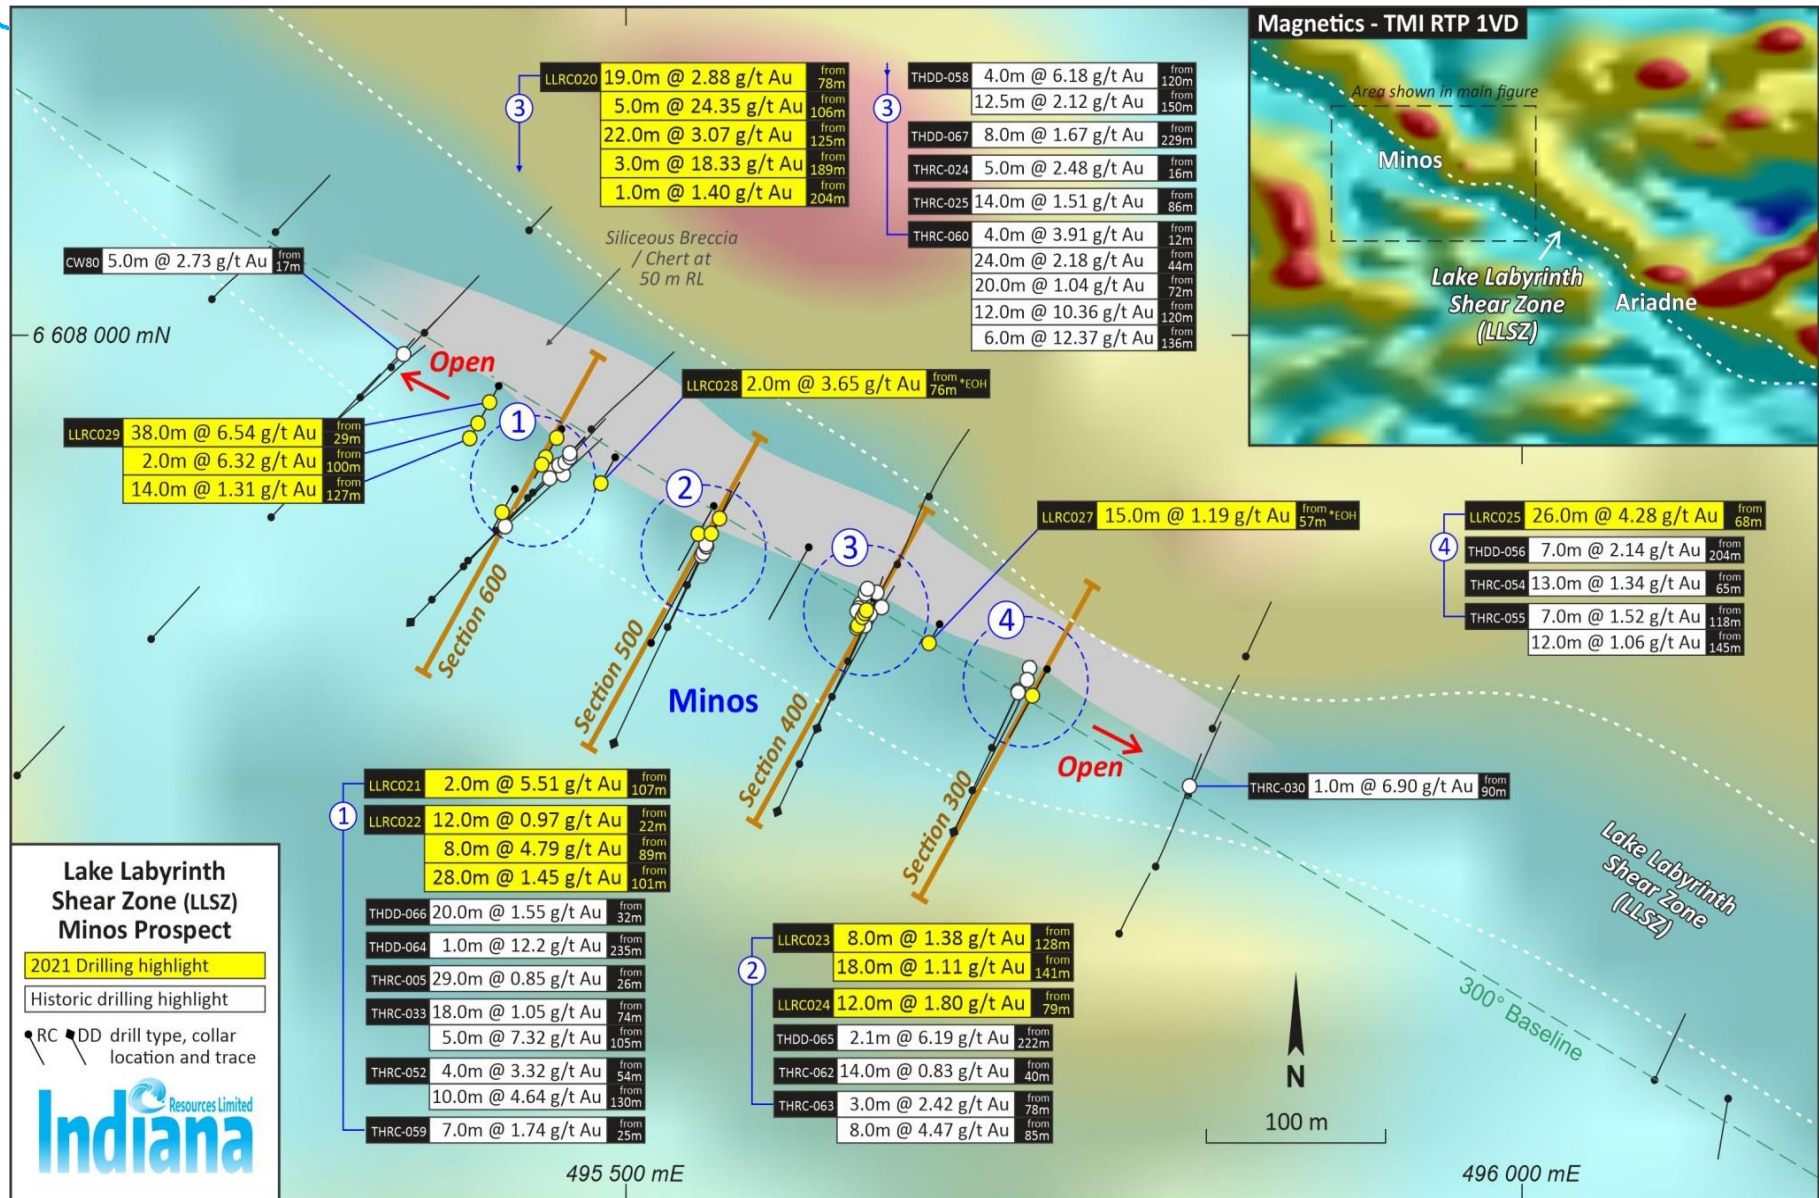 Magnetics - TMI RTP 1VD
Area shown in main figure
Minos
Lake Labyrinth
Shear Zone
(LLSZ)
Ariadne
3
LLRC020 19.0m @ 2.88 g/t Au from 78m
5.0m @ 24.35 g/t Au from 106m
22.0m @ 3.07 g/t Au from 125m
3.0m @ 18.33 g/t Au from 189m
1.0m @ 1.40 g/t Au from 204m
3
THDD-058 4.0m @ 6.18 g/t Au from 120m
12.5m @ 2.12 g/t Au from 150m
THDD-067 8.0m @ 1.67 g/t Au from 229m
THRC-024 5.0m @ 2.48 g/t Au from 16m
THRC-025 14.0m @ 1.51 g/t Au from 86m
THRC-060 4.0m @ 3.91 g/t Au from 12m
24.0m @ 2.18 g/t Au from 44m
20.0m @ 1.04 g/t Au from 72m
12.0m @ 10.36 g/t Au from 120m
6.0m @ 12.37 g/t Au from 136m
Siliceous Breccia
/ Chert at
50 m RL
CW80 5.0m @ 2.73 g/t Au from 17m
6 608 000 mN
Open
LLRC028 2.0m @ 3.65 g/t Au from 76m *EOH
LLRC029 38.0m @ 6.54 g/t Au from 29m
2.0m @ 6.32 g/t Au from 100m
14.0m @ 1.31 g/t Au from 127m
1
2
3
4
LLRC027 15.0m @ 1.19 g/t Au from 57m *EOH
4
LLRC025 26.0m @ 4.28 g/t Au from 68m
THDD-056 7.0m @ 2.14 g/t Au from 204m
THRC-054 13.0m @ 1.34 g/t Au from 65m
THRC-055 7.0m @ 1.52 g/t Au from 118m
12.0m @ 1.06 g/t Au from 145m
Section 600
Section 500
Section 400
Section 300
Minos
Open
THRC-030 1.0m @ 6.90 g/t Au from 90m
1
LLRC021 2.0m @ 5.51 g/t Au from 107m
LLRC022 12.0m @ 0.97 g/t Au from 22m
8.0m @ 4.79 g/t Au from 89m
28.0m @ 1.45 g/t Au from 101m
THDD-066 20.0m @ 1.55 g/t Au from 32m
THDD-064 1.0m @ 12.2 g/t Au from 235m
THRC-005 29.0m @ 0.85 g/t Au from 26m
THRC-033 18.0m @ 1.05 g/t Au from 74m
5.0m @ 7.32 g/t Au from 105m
THRC-052 4.0m @ 3.32 g/t Au from 54m
10.0m @ 4.64 g/t Au from 130m
THRC-059 7.0m @ 1.74 g/t Au from 25m
2
LLRC023 8.0m @ 1.38 g/t Au from 128m
18.0m @ 1.11 g/t Au from 141m
LLRC024 12.0m @ 1.80 g/t Au from 79m
THDD-065 2.1m @ 6.19 g/t Au from 222m
THRC-062 14.0m @ 0.83 g/t Au from 40m
THRC-063 3.0m @ 2.42 g/t Au from 78m
8.0m @ 4.47 g/t Au from 85m
Lake Labyrinth
Shear Zone
(LLSZ)
300° Baseline
N
100 m
495 500 mE
496 000 mE
Lake Labyrinth
Shear Zone (LLSZ)
Minos Prospect
2021 Drilling highlight
Historic drilling highlight
RC DD drill type, collar
location and trace
Indiana Resources Limited